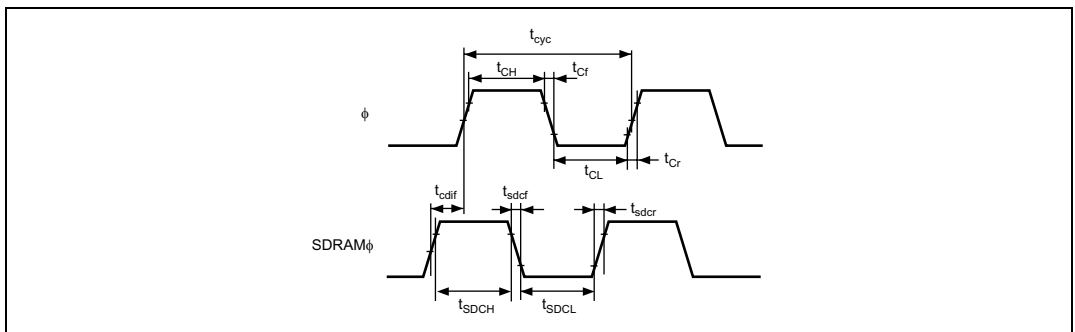 tcyc
tCH
tCf
ϕ
tCL
tCr
tcdif
tsdcf
tsdcr
SDRAMϕ
tSDCH
tSDCL